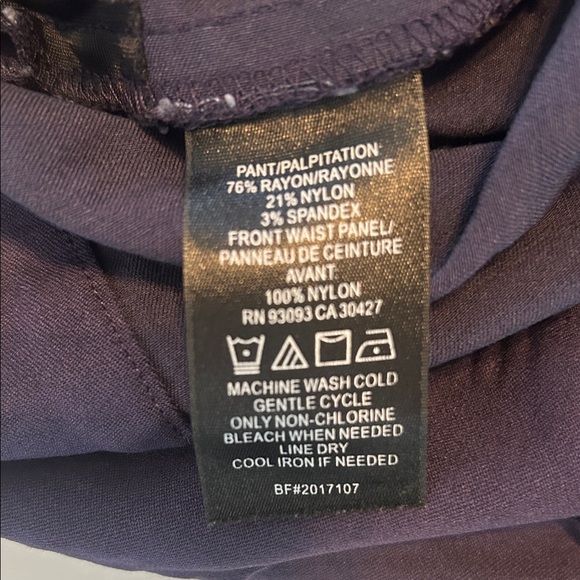 PANT/PALPITATION:
76% RAYON/RAYONNE
21% NYLON
3% SPANDEX
FRONT WAIST PANEL/
PANNEAU DE CEINTURE
AVANT:
100% NYLON
RN 93093 CA 30427
MACHINE WASH COLD
GENTLE CYCLE
ONLY NON-CHLORINE
BLEACH WHEN NEEDED
LINE DRY
COOL IRON IF NEEDED
BF#2017107